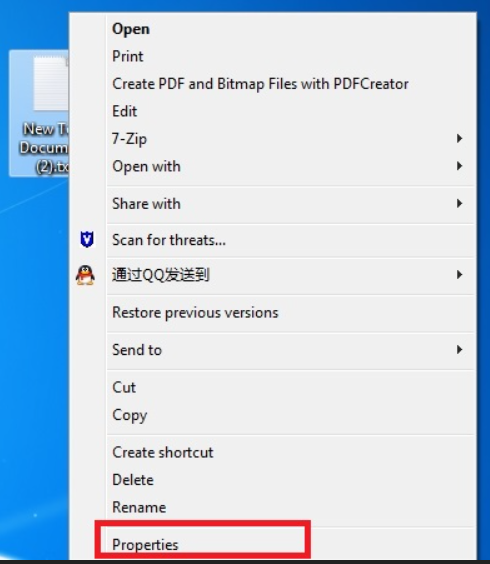 Open
Print
Create PDF and Bitmap Files with PDFCreator
Edit
7-Zip
Open with
Share with
Scan for threats...
通过QQ发送到
Restore previous versions
Send to
Cut
Copy
Create shortcut
Delete
Rename
Properties
New
Docum
(2).tx